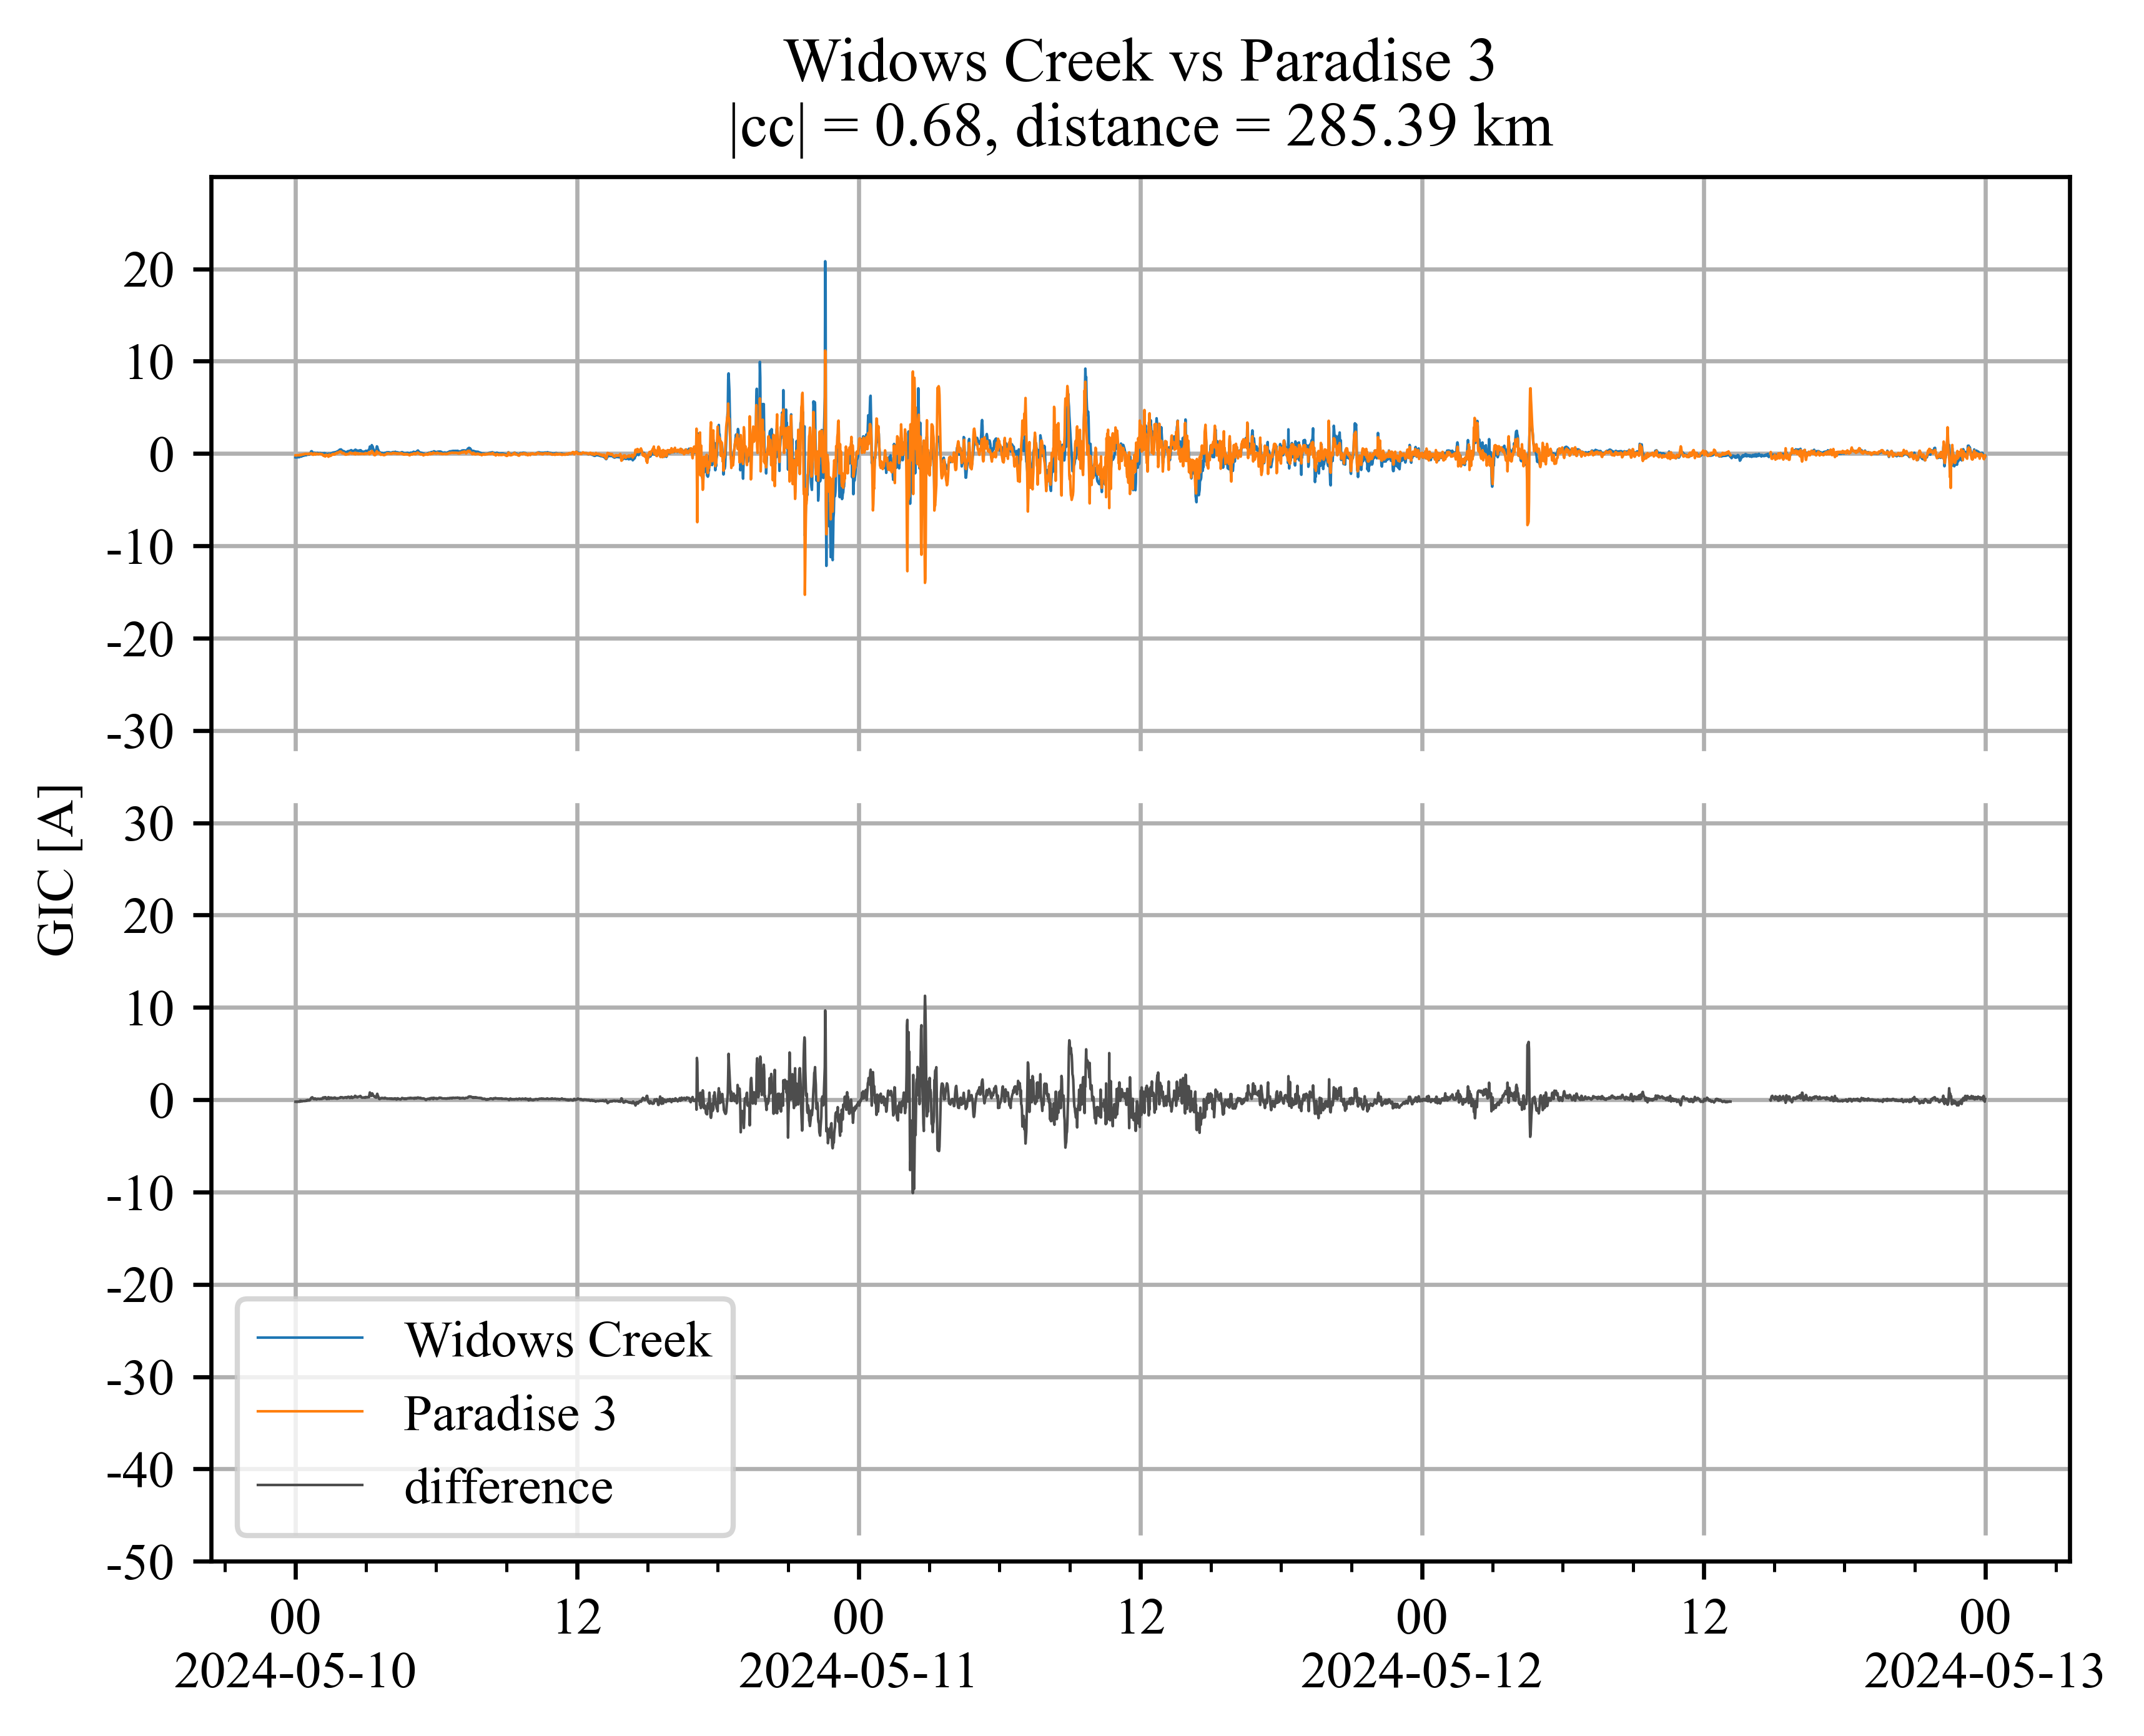 Widows Creek vs Paradise 3
|cc| = 0.68, distance = 285.39 km
20
10
0
-10
-20
-30
GIC [A]
30
20
10
0
-10
-20
-30
-40
-50
Widows Creek
Paradise 3
difference
00 12 00 12 00 12 00
2024-05-10 2024-05-11 2024-05-12 2024-05-13